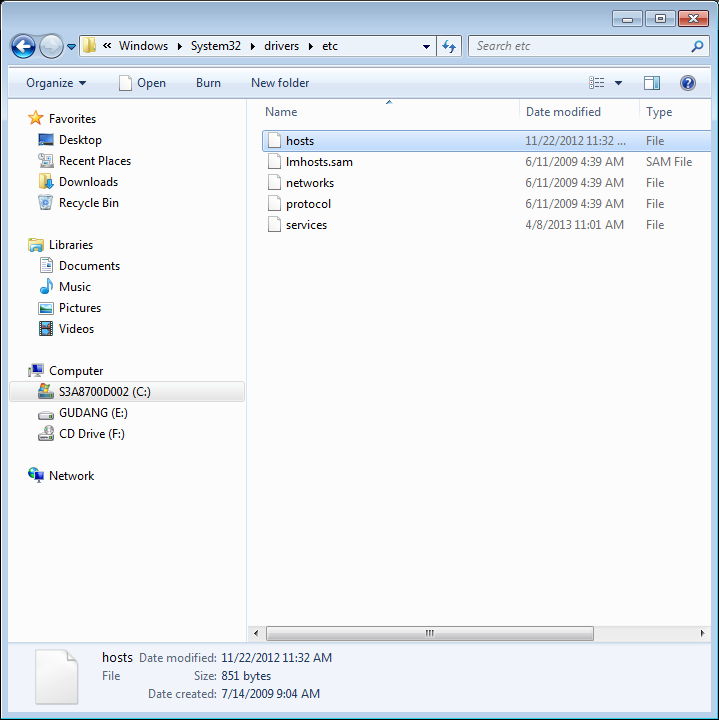 « Windows System32 drivers etc
Search etc
Organize Open Burn New folder
Favorites
Desktop
Recent Places
Downloads
Recycle Bin
Libraries
Documents
Music
Pictures
Videos
Computer
S3A8700D002 (C:)
GUDANG (E:)
CD Drive (F:)
Network
Name Date modified Type
hosts 11/22/2012 11:32 ... File
lmhosts.sam 6/11/2009 4:39 AM SAM File
networks 6/11/2009 4:39 AM File
protocol 6/11/2009 4:39 AM File
services 4/8/2013 11:01 AM File
hosts Date modified: 11/22/2012 11:32 AM
File Size: 851 bytes
Date created: 7/14/2009 9:04 AM